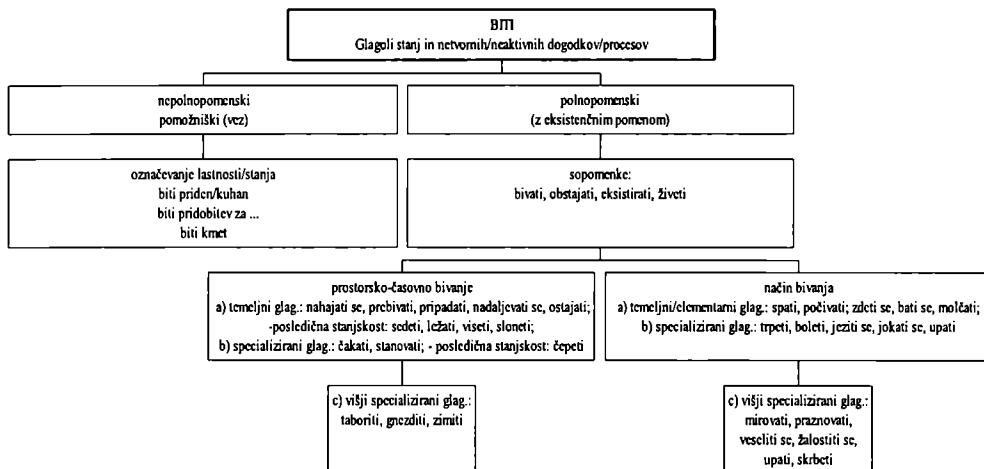 BITI
Glagoli stanj in netvornih/neaktivnih dogodkov/procesov
nepolnopomenski
pomožniški (vez)
polnopomenski
(z eksistenčnim pomenom)
označevanje lastnosti/stanja
biti priden/kuhan
biti pridobitev za ...
biti kmet
sopomenke:
bivati, obstajati, eksistirati, živeti
prostorsko-časovno bivanje
a) temeljni glag.: nahajati se, prebivati, pripadati, nadaljevati se, ostajati;
-posledična stanjskost: sedeti, ležati, viseti, sloneti;
b) specializirani glag.: čakati, stanovati; - posledična stanjskost: čepeti
način bivanja
a) temeljni/elementarni glag.: spati, počivati; zdeti se, bati se, molčati;
b) specializirani glag.: trpeti, boleti, jeziti se, jokati se, upati
c) višji specializirani glag.:
taboriti, gnezditi, zimiti
c) višji specializirani glag.:
mirovati, praznovati,
veseliti se, žalostiti se,
upati, skrbeti